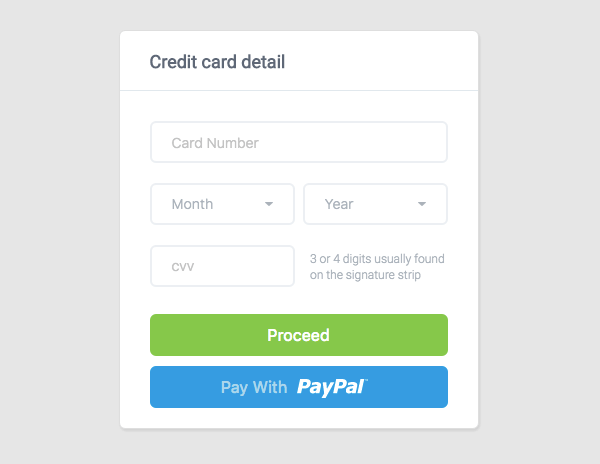 Credit card detail
Card Number
Month Year
cvv
3 or 4 digits usually found
on the signature strip
Proceed
Pay With PayPal™